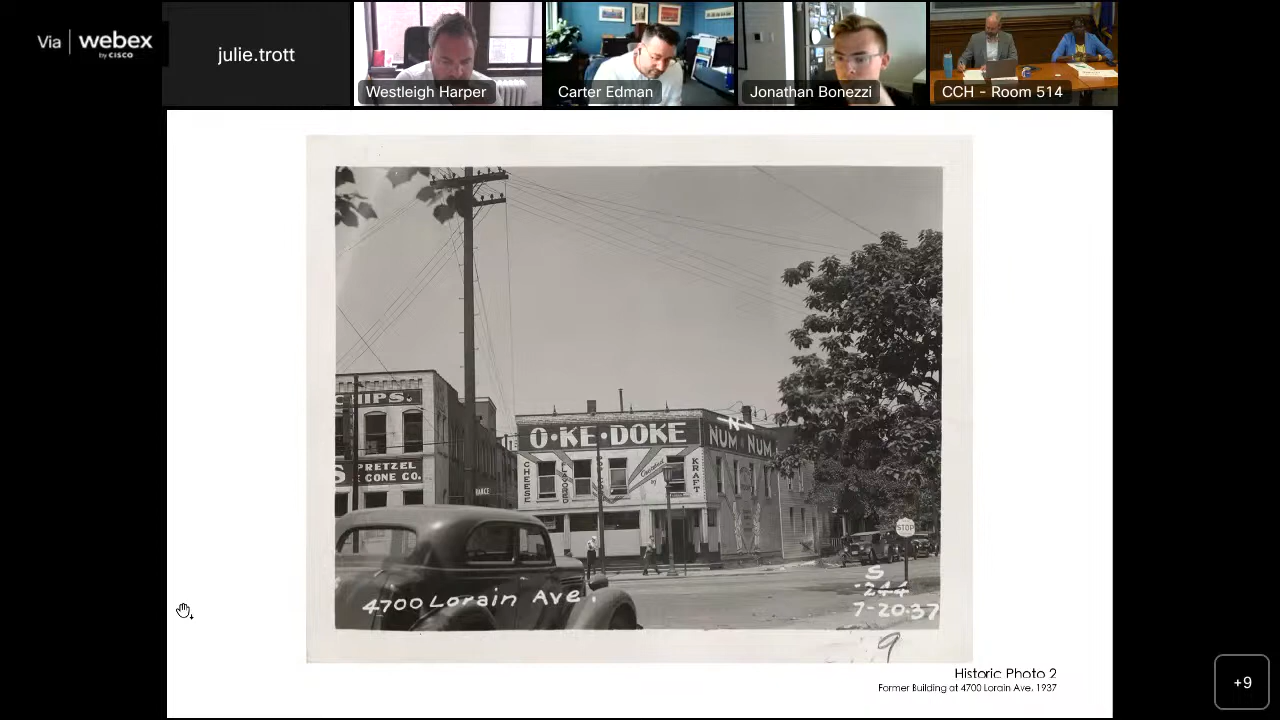 Via | webex
by CISCO
julie.trott
Westleigh Harper
Carter Edman
Jonathan Bonezzi
CCH - Room 514
CHIPS.
PRETZEL
& CONE CO.
O·KE·DOKE
NUM NUM
N
CHEESE
FLAVORED
KRAFT
STOP
4700 Lorain Ave.
S
-244
7-20-37
9
Historic Photo 2
Former Building at 4700 Lorain Ave, 1937
+9